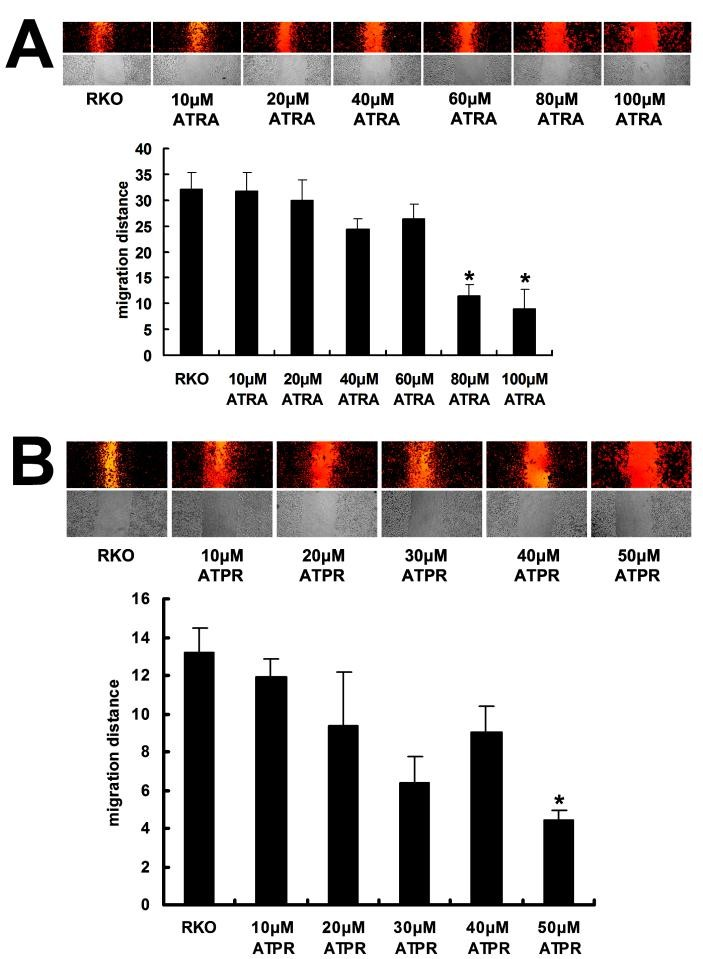 A
RKO 10µM 20µM 40µM 60µM 80µM 100µM
ATRA ATRA ATRA ATRA ATRA ATRA
migration distance
40
35
30
25
20
15
10
5
0
* *
RKO 10µM 20µM 40µM 60µM 80µM 100µM
ATRA ATRA ATRA ATRA ATRA ATRA
B
RKO 10µM 20µM 30µM 40µM 50µM
ATPR ATPR ATPR ATPR ATPR
migration distance
16
14
12
10
8
6
4
2
0
*
RKO 10µM 20µM 30µM 40µM 50µM
ATPR ATPR ATPR ATPR ATPR